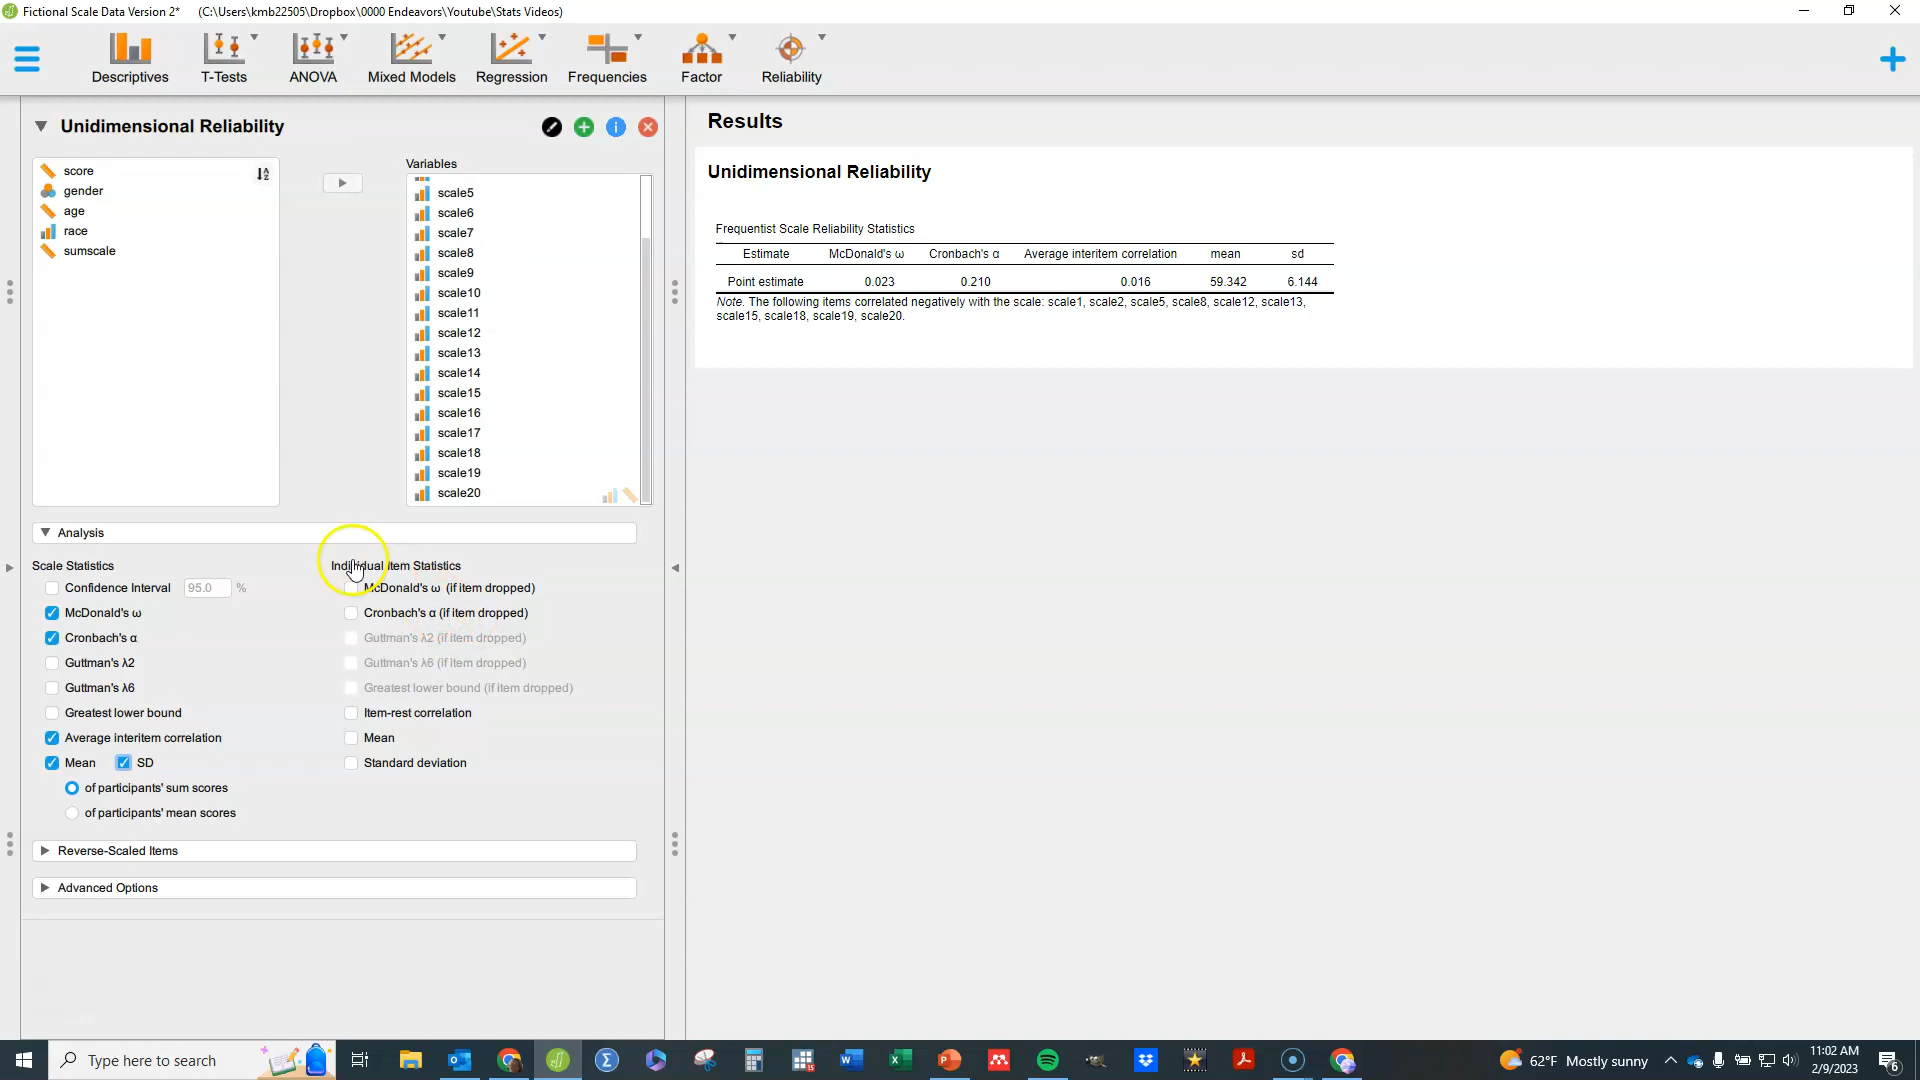 Fictional Scale Data Version 2* (C:\Users\kmb22505\Dropbox\0000 Endeavors\Youtube\Stats Videos)
Descriptives T-Tests ANOVA Mixed Models Regression Frequencies Factor Reliability
Unidimensional Reliability
score
gender
age
race
sumscale
Variables
scale5
scale6
scale7
scale8
scale9
scale10
scale11
scale12
scale13
scale14
scale15
scale16
scale17
scale18
scale19
scale20
Analysis
Scale Statistics
Confidence Interval 95.0 %
McDonald's ω
Cronbach's α
Guttman's λ2
Guttman's λ6
Greatest lower bound
Average interitem correlation
Mean SD
of participants' sum scores
of participants' mean scores
Individual Item Statistics
McDonald's ω (if item dropped)
Cronbach's α (if item dropped)
Guttman's λ2 (if item dropped)
Guttman's λ6 (if item dropped)
Greatest lower bound (if item dropped)
Item-rest correlation
Mean
Standard deviation
Reverse-Scaled Items
Advanced Options
Results
Unidimensional Reliability
Frequentist Scale Reliability Statistics
Estimate McDonald's ω Cronbach's α Average interitem correlation mean sd
Point estimate 0.023 0.210 0.016 59.342 6.144
Note. The following items correlated negatively with the scale: scale1, scale2, scale5, scale8, scale12, scale13,
scale15, scale18, scale19, scale20.
Type here to search
62°F Mostly sunny
11:02 AM
2/9/2023
6